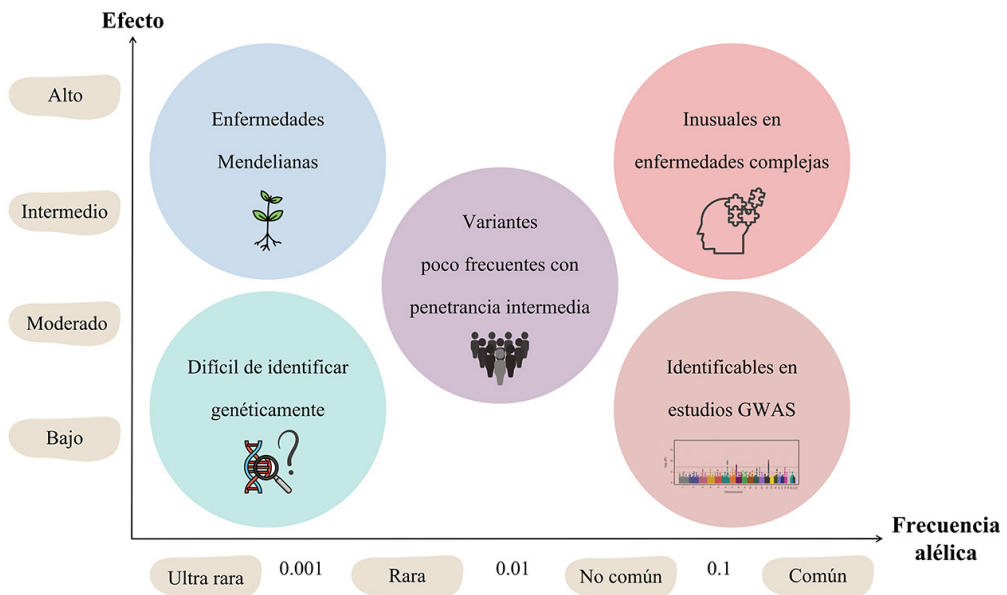 Efecto
Alto
Intermedio
Moderado
Bajo
Enfermedades
Mendelianas
Inusuales en
enfermedades complejas
Variantes
poco frecuentes con
penetrancia intermedia
Difícil de identificar
genéticamente
Identificables en
estudios GWAS
Frecuencia
alélica
Ultra rara
0.001
Rara
0.01
No común
0.1
Común